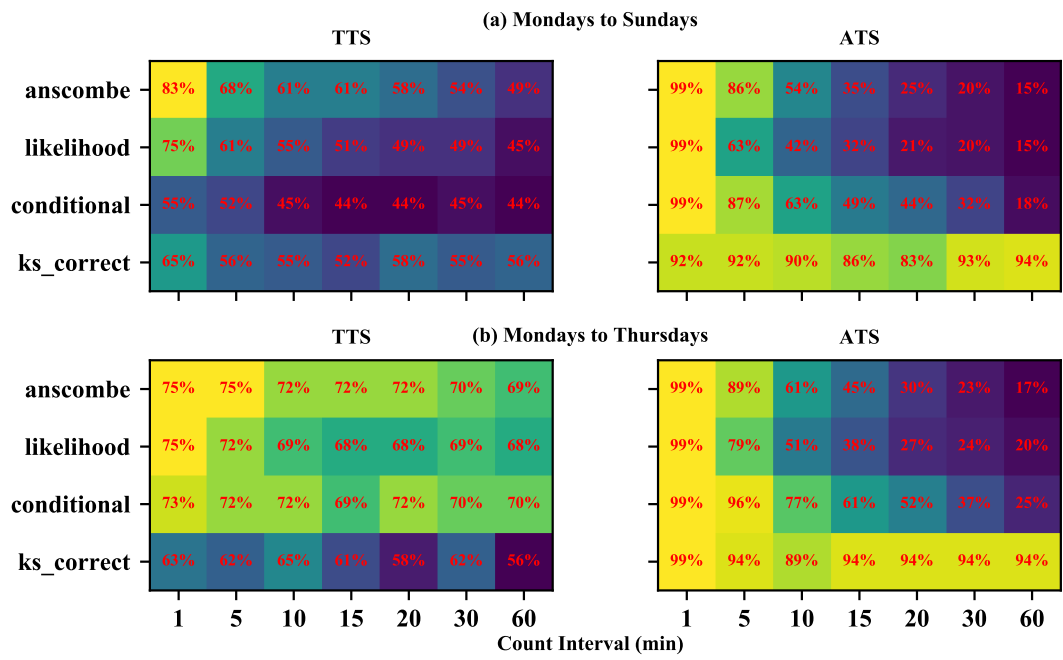 (a) Mondays to Sundays
TTS ATS
anscombe 83% 68% 61% 61% 58% 54% 49% 99% 86% 54% 35% 25% 20% 15%
likelihood 75% 61% 55% 51% 49% 49% 45% 99% 63% 42% 32% 21% 20% 15%
conditional 55% 52% 45% 44% 44% 45% 44% 99% 87% 63% 49% 44% 32% 18%
ks_correct 65% 56% 55% 52% 58% 55% 56% 92% 92% 90% 86% 83% 93% 94%
(b) Mondays to Thursdays
TTS ATS
anscombe 75% 75% 72% 72% 72% 70% 69% 99% 89% 61% 45% 30% 23% 17%
likelihood 75% 72% 69% 68% 68% 69% 68% 99% 79% 51% 38% 27% 24% 20%
conditional 73% 72% 72% 69% 72% 70% 70% 99% 96% 77% 61% 52% 37% 25%
ks_correct 63% 62% 65% 61% 58% 62% 56% 99% 94% 89% 94% 94% 94% 94%
1 5 10 15 20 30 60 1 5 10 15 20 30 60
Count Interval (min)